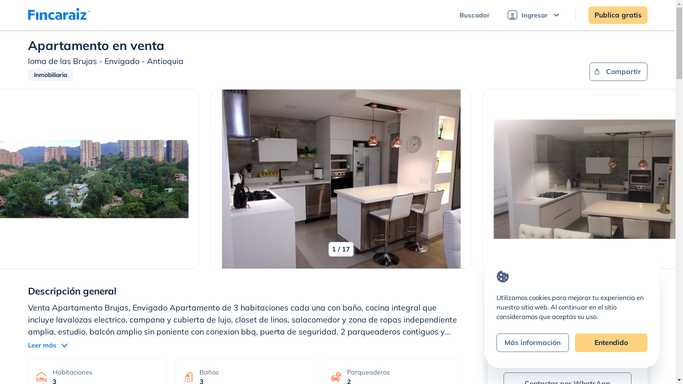 Fincaraiz
Buscador
Ingresar
Publica gratis
Apartamento en venta
loma de las Brujas - Envigado - Antioquia
Inmobiliaria
Compartir
1 / 17
Descripción general
Venta Apartamento Brujas, Envigado Apartamento de 3 habitaciones cada una con baño, cocina integral que
incluye lavalozas electrico, campana y cubierta de lujo, closet de linos, salacomedor y zona de ropas independiente
amplia, estudio, balcón amplio sin poniente con conexion bbq, puerta de seguridad, 2 parqueaderos contiguos y...
Leer más
Habitaciones
3
Baños
3
Parqueaderos
2
Utilizamos cookies para mejorar tu experiencia en
nuestro sitio web. Al continuar en el sitio
consideramos que aceptas su uso.
Más información
Entendido
Contactar por WhatsApp